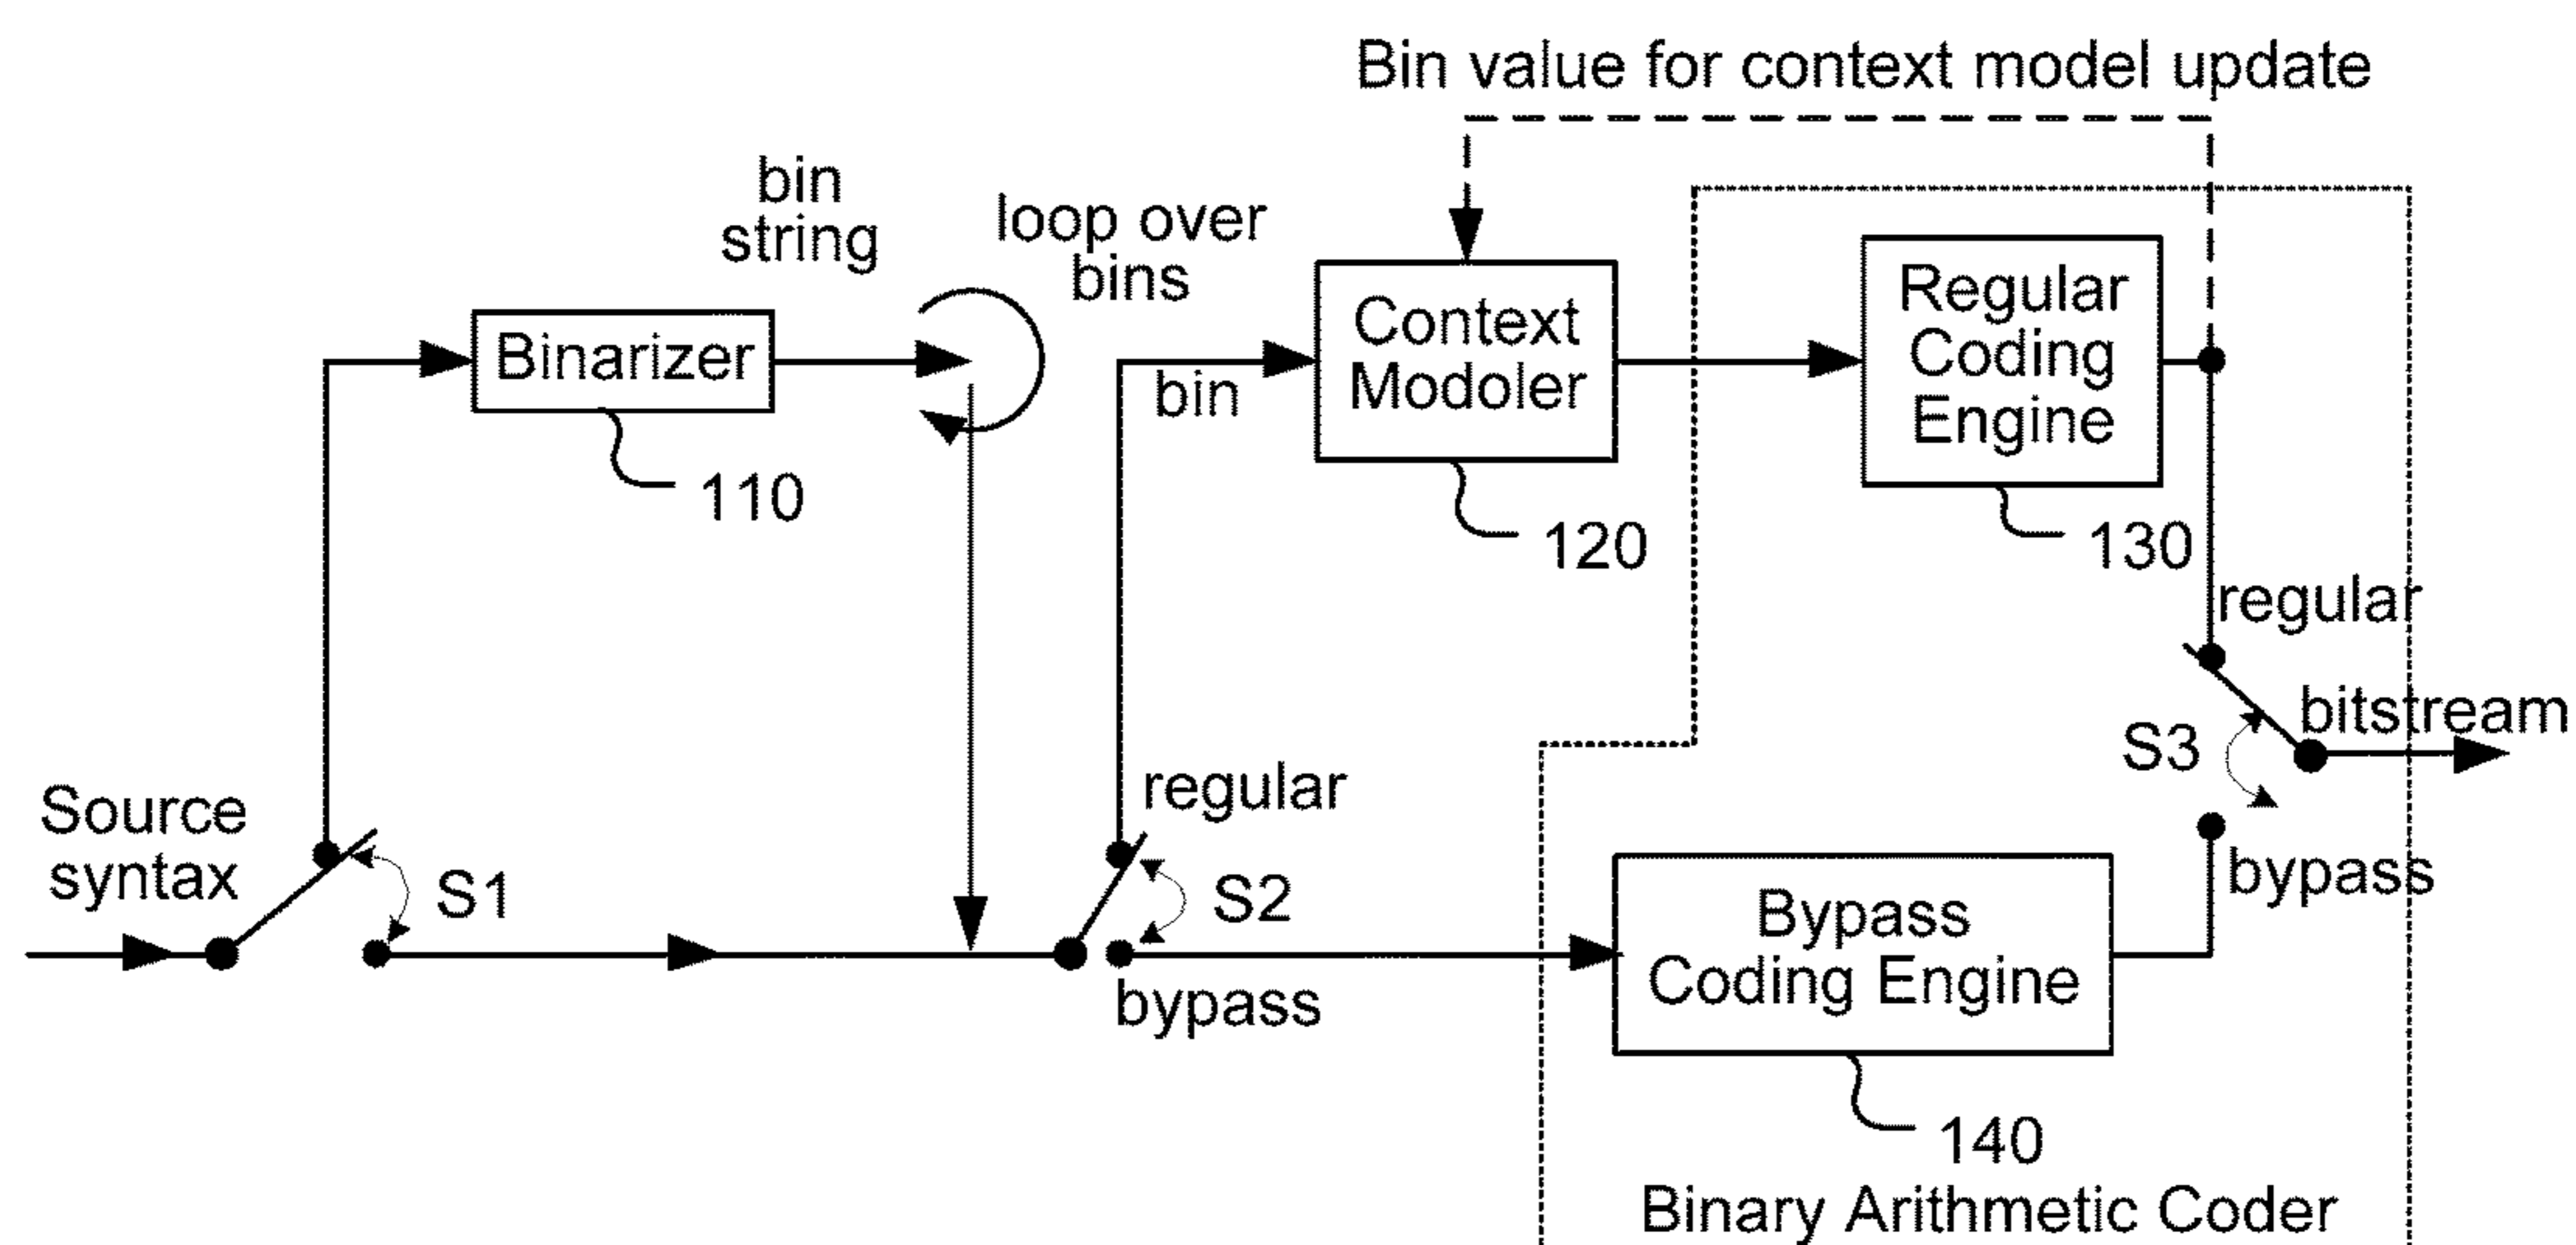 Bin value for context model update
bin
string
loop over
bins
Binarizer
110
bin
Context
Modoler
120
Regular
Coding
Engine
130
regular
bitstream
S3
bypass
Source
syntax
S1
regular
S2
bypass
Bypass
Coding Engine
140
Binary Arithmetic Coder